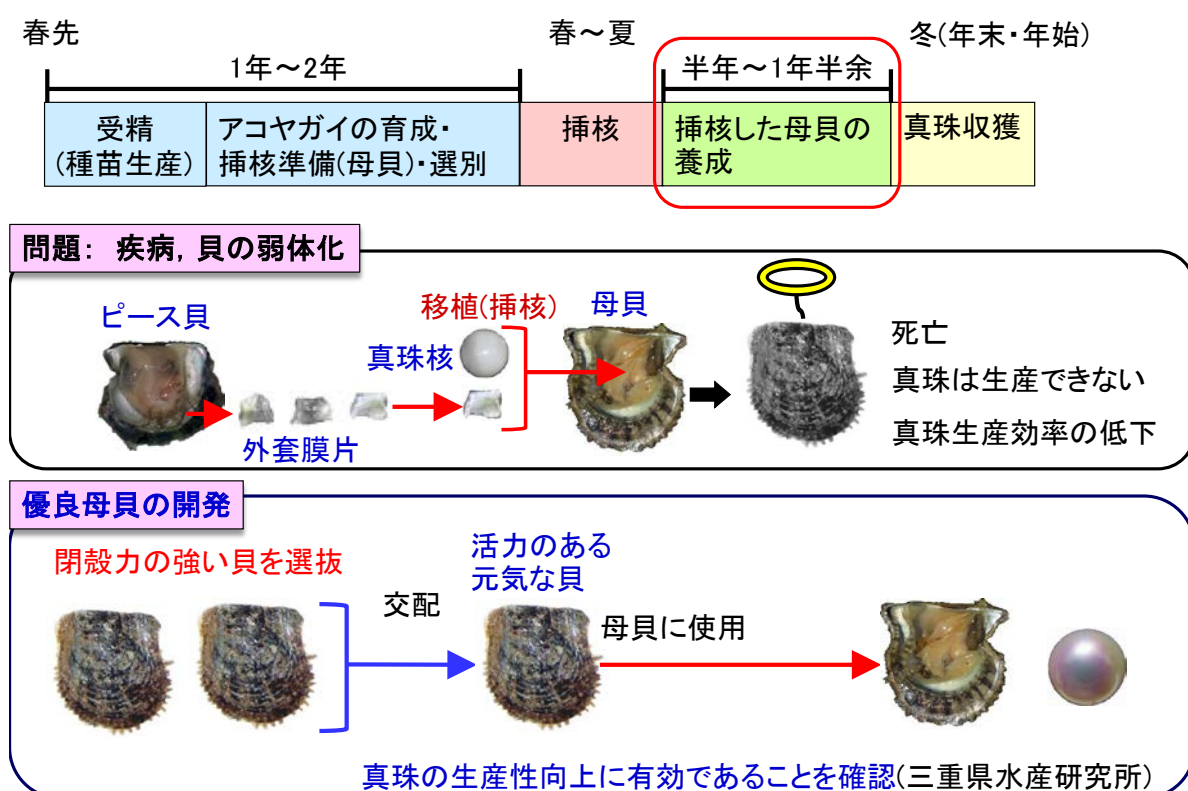 春先
春～夏
冬(年末・年始)
1年～2年
半年～1年半余
受精
(種苗生産)
アコヤガイの育成・
挿核準備(母貝)・選別
挿核
挿核した母貝の
養成
真珠収獲
問題： 疾病, 貝の弱体化
ピース貝
外套膜片
真珠核
移植(挿核)
母貝
死亡
真珠は生産できない
真珠生産効率の低下
優良母貝の開発
閉殻力の強い貝を選抜
交配
活力のある
元気な貝
母貝に使用
真珠の生産性向上に有効であることを確認(三重県水産研究所)